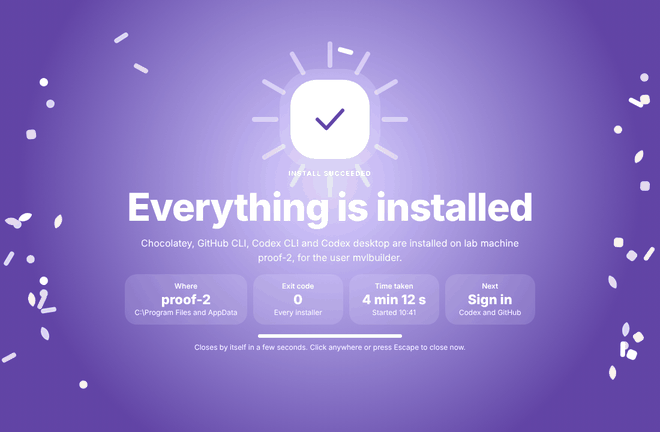 INSTALL SUCCEEDED
Everything is installed
Chocolatey, GitHub CLI, Codex CLI and Codex desktop are installed on lab machine
proof-2, for the user mvlbuilder.
Where
proof-2
C:\Program Files and AppData
Exit code
0
Every installer
Time taken
4 min 12 s
Started 10:41
Next
Sign in
Codex and GitHub
Closes by itself in a few seconds. Click anywhere or press Escape to close now.